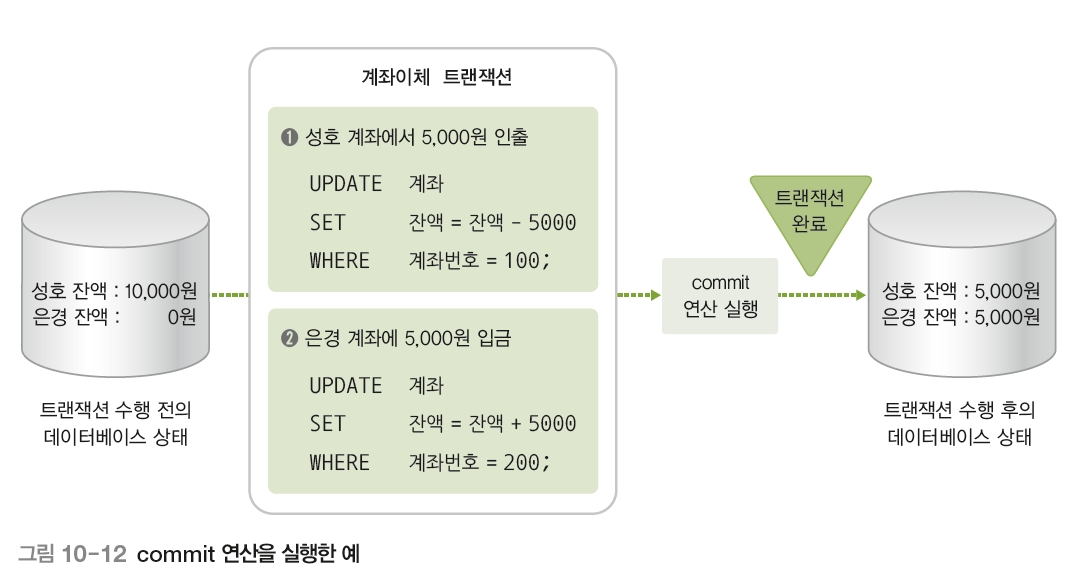 계좌이체 트랜잭션
❶ 성호 계좌에서 5,000원 인출
UPDATE 계좌
SET 잔액 = 잔액 - 5000
WHERE 계좌번호 = 100;
❷ 은경 계좌에 5,000원 입금
UPDATE 계좌
SET 잔액 = 잔액 + 5000
WHERE 계좌번호 = 200;
성호 잔액 : 10,000원
은경 잔액 : 0원
트랜잭션 수행 전의
데이터베이스 상태
commit
연산 실행
트랜잭션
완료
성호 잔액 : 5,000원
은경 잔액 : 5,000원
트랜잭션 수행 후의
데이터베이스 상태
그림 10-12 commit 연산을 실행한 예